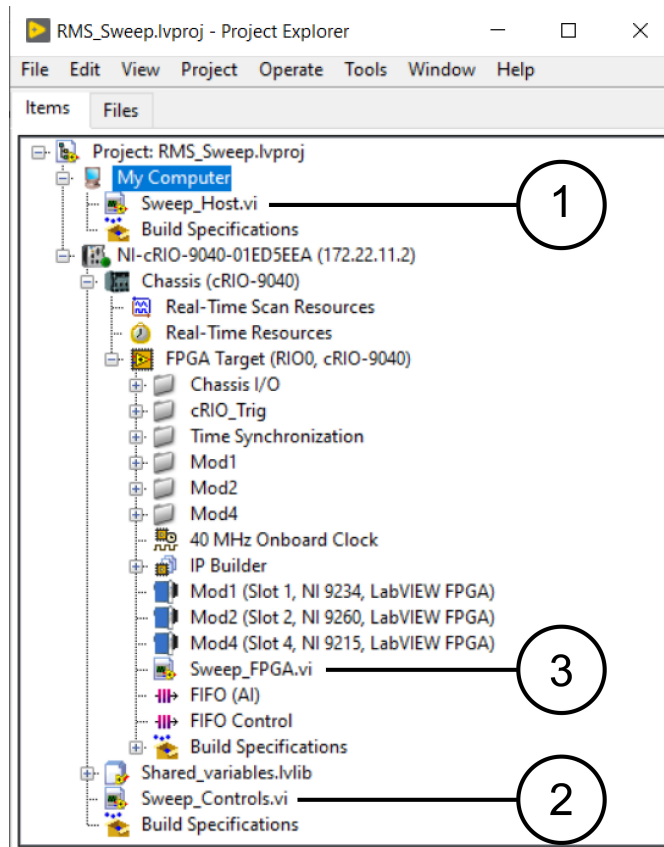 RMS_Sweep.lvproj - Project Explorer
File Edit View Project Operate Tools Window Help
Items Files
Project: RMS_Sweep.lvproj
My Computer
Sweep_Host.vi 1
Build Specifications
NI-cRIO-9040-01ED5EEA (172.22.11.2)
Chassis (cRIO-9040)
Real-Time Scan Resources
Real-Time Resources
FPGA Target (RIO0, cRIO-9040)
Chassis I/O
cRIO_Trig
Time Synchronization
Mod1
Mod2
Mod4
40 MHz Onboard Clock
IP Builder
Mod1 (Slot 1, NI 9234, LabVIEW FPGA)
Mod2 (Slot 2, NI 9260, LabVIEW FPGA)
Mod4 (Slot 4, NI 9215, LabVIEW FPGA)
Sweep_FPGA.vi 3
FIFO (AI)
FIFO Control
Build Specifications
Shared_variables.lvlib
Sweep_Controls.vi 2
Build Specifications